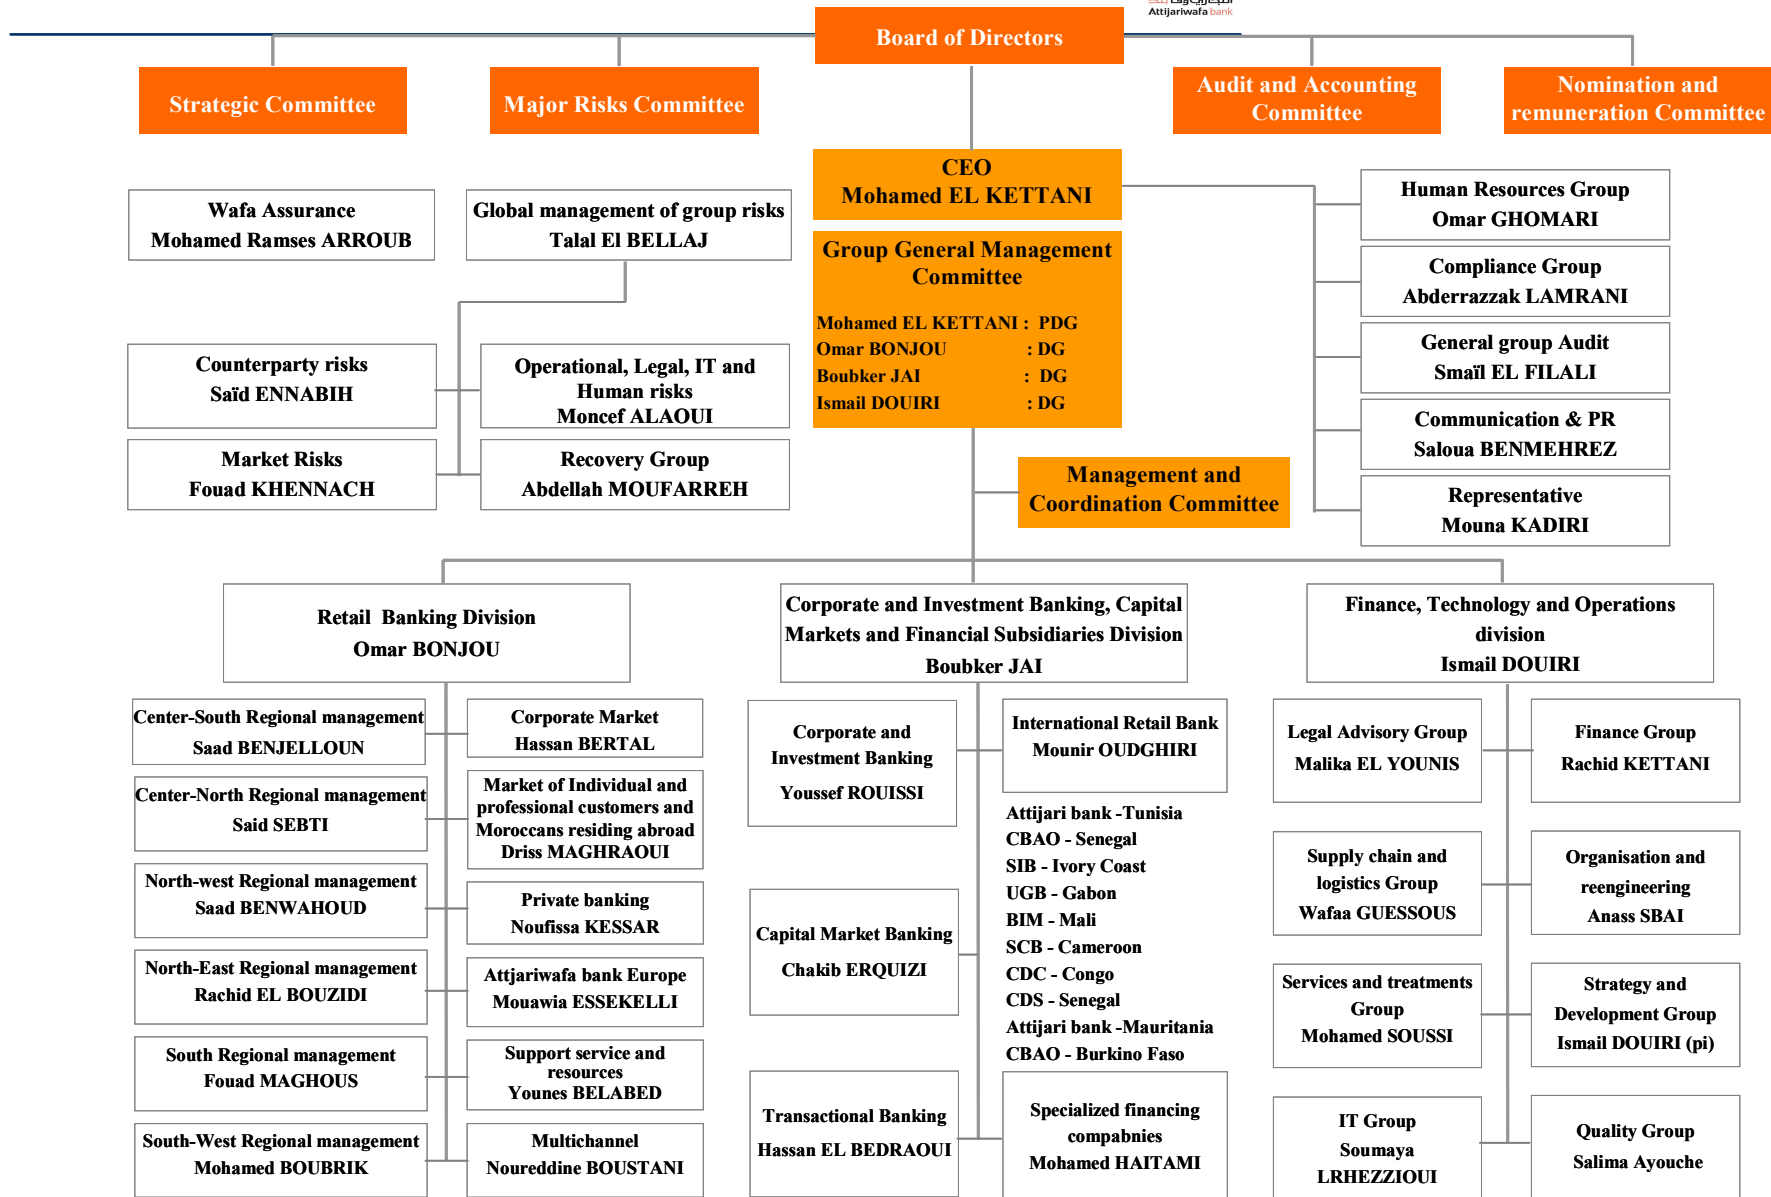 Attijariwafa bank
Board of Directors
Strategic Committee
Major Risks Committee
Audit and Accounting
Committee
Nomination and
remuneration Committee
CEO
Mohamed EL KETTANI
Wafa Assurance
Mohamed Ramses ARROUB
Global management of group risks
Talal El BELLAJ
Group General Management
Committee
Mohamed EL KETTANI : PDG
Omar BONJOU : DG
Boubker JAI : DG
Ismail DOUIRI : DG
Human Resources Group
Omar GHOMARI
Compliance Group
Abderrazzak LAMRANI
General group Audit
Smaïl EL FILALI
Communication & PR
Saloua BENMEHREZ
Representative
Mouna KADIRI
Counterparty risks
Saïd ENNABIH
Operational, Legal, IT and
Human risks
Moncef ALAOUI
Market Risks
Fouad KHENNACH
Recovery Group
Abdellah MOUFARREH
Management and
Coordination Committee
Retail Banking Division
Omar BONJOU
Corporate and Investment Banking, Capital
Markets and Financial Subsidiaries Division
Boubker JAI
Finance, Technology and Operations
division
Ismail DOUIRI
Center-South Regional management
Saad BENJELLOUN
Corporate Market
Hassan BERTAL
Center-North Regional management
Said SEBTI
Market of Individual and
professional customers and
Moroccans residing abroad
Driss MAGHRAOUI
North-west Regional management
Saad BENWAHOUD
Private banking
Noufissa KESSAR
North-East Regional management
Rachid EL BOUZIDI
Attjariwafa bank Europe
Mouawia ESSEKELLI
South Regional management
Fouad MAGHOUS
Support service and
resources
Younes BELABED
South-West Regional management
Mohamed BOUBRIK
Multichannel
Noureddine BOUSTANI
Corporate and
Investment Banking
Youssef ROUISSI
International Retail Bank
Mounir OUDGHIRI
Attijari bank -Tunisia
CBAO - Senegal
SIB - Ivory Coast
UGB - Gabon
BIM - Mali
SCB - Cameroon
CDC - Congo
CDS - Senegal
Attijari bank -Mauritania
CBAO - Burkino Faso
Capital Market Banking
Chakib ERQUIZI
Transactional Banking
Hassan EL BEDRAOUI
Specialized financing
compabnies
Mohamed HAITAMI
Legal Advisory Group
Malika EL YOUNIS
Finance Group
Rachid KETTANI
Supply chain and
logistics Group
Wafaa GUESSOUS
Organisation and
reengineering
Anass SBAI
Services and treatments
Group
Mohamed SOUSSI
Strategy and
Development Group
Ismail DOUIRI (pi)
IT Group
Soumaya
LRHEZZIOUI
Quality Group
Salima Ayouche